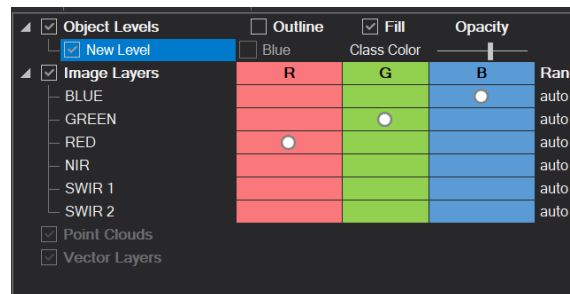 Object Levels Outline Fill Opacity
New Level Blue Class Color
Image Layers R G B
BLUE auto
GREEN auto
RED auto
NIR auto
SWIR 1 auto
SWIR 2 auto
Point Clouds
Vector Layers